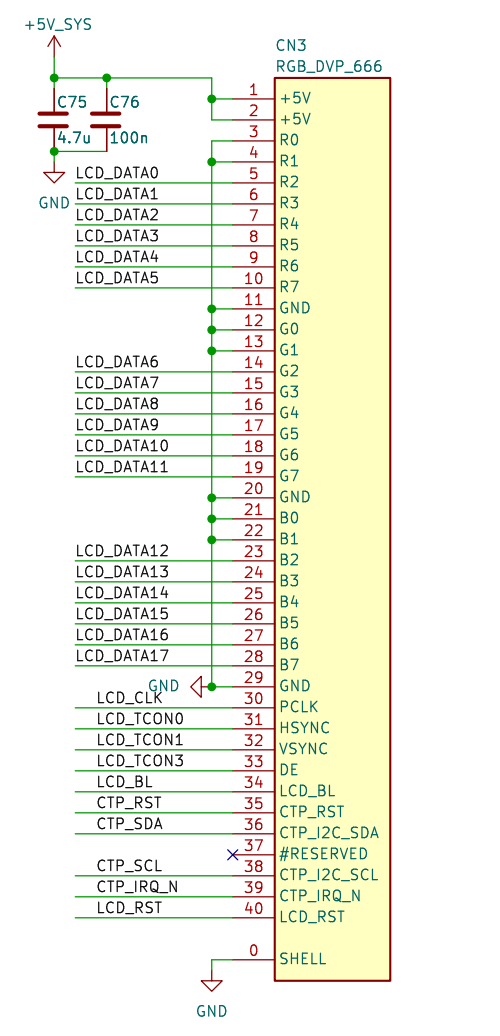 +5V_SYS
CN3
RGB_DVP_666
C75 C76
4.7u 100n
GND
1 +5V
2 +5V
3 R0
4 R1
LCD_DATA0 5 R2
LCD_DATA1 6 R3
LCD_DATA2 7 R4
LCD_DATA3 8 R5
LCD_DATA4 9 R6
LCD_DATA5 10 R7
11 GND
12 G0
13 G1
LCD_DATA6 14 G2
LCD_DATA7 15 G3
LCD_DATA8 16 G4
LCD_DATA9 17 G5
LCD_DATA10 18 G6
LCD_DATA11 19 G7
20 GND
21 B0
22 B1
LCD_DATA12 23 B2
LCD_DATA13 24 B3
LCD_DATA14 25 B4
LCD_DATA15 26 B5
LCD_DATA16 27 B6
LCD_DATA17 28 B7
GND 29 GND
LCD_CLK 30 PCLK
LCD_TCON0 31 HSYNC
LCD_TCON1 32 VSYNC
LCD_TCON3 33 DE
LCD_BL 34 LCD_BL
CTP_RST 35 CTP_RST
CTP_SDA 36 CTP_I2C_SDA
37 #RESERVED
CTP_SCL 38 CTP_I2C_SCL
CTP_IRQ_N 39 CTP_IRQ_N
LCD_RST 40 LCD_RST
0 SHELL
GND